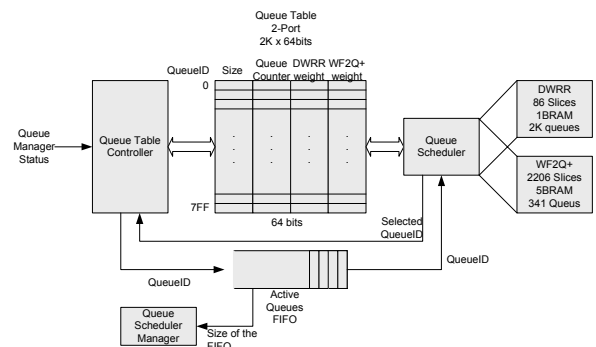 Queue Table
2-Port
2K x 64bits
QueueID
Size
Queue Counter
DWRR weight
WF2Q+ weight
0
7FF
64 bits
Queue
Manager
Status
Queue Table
Controller
Queue
Scheduler
DWRR
86 Slices
1BRAM
2K queues
WF2Q+
2206 Slices
5BRAM
341 Queus
Selected
QueueID
QueueID
QueueID
Active
Queues
FIFO
Queue
Scheduler
Manager
Size of the
FIFO